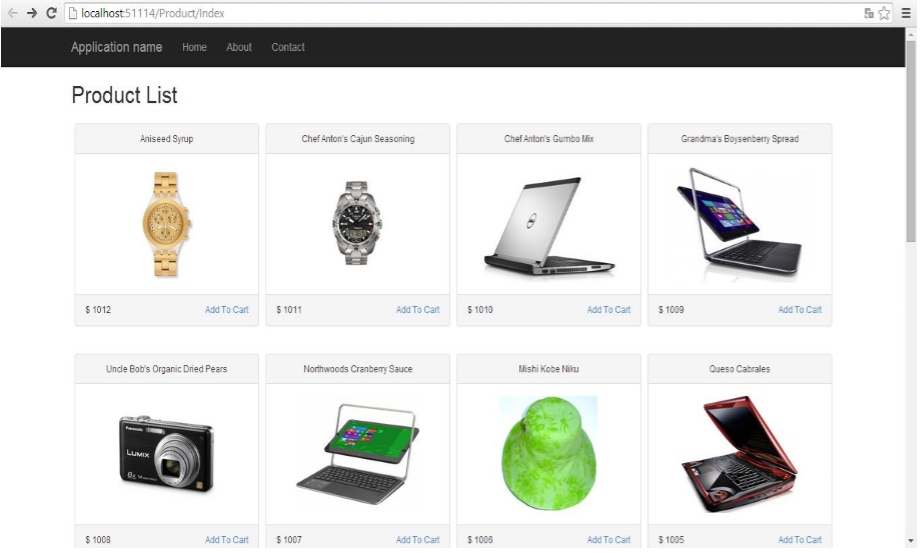 localhost:51114/Product/Index
Application name Home About Contact
Product List
Aniseed Syrup Chef Anton's Cajun Seasoning Chef Anton's Gumbo Mix Grandma's Boysenberry Spread
DELL
$ 1012 Add To Cart $ 1011 Add To Cart $ 1010 Add To Cart $ 1009 Add To Cart
Uncle Bob's Organic Dried Pears Northwoods Cranberry Sauce Mishi Kobe Niku Queso Cabrales
Panasonic
LUMIX
8x
$ 1008 Add To Cart $ 1007 Add To Cart $ 1006 Add To Cart $ 1005 Add To Cart